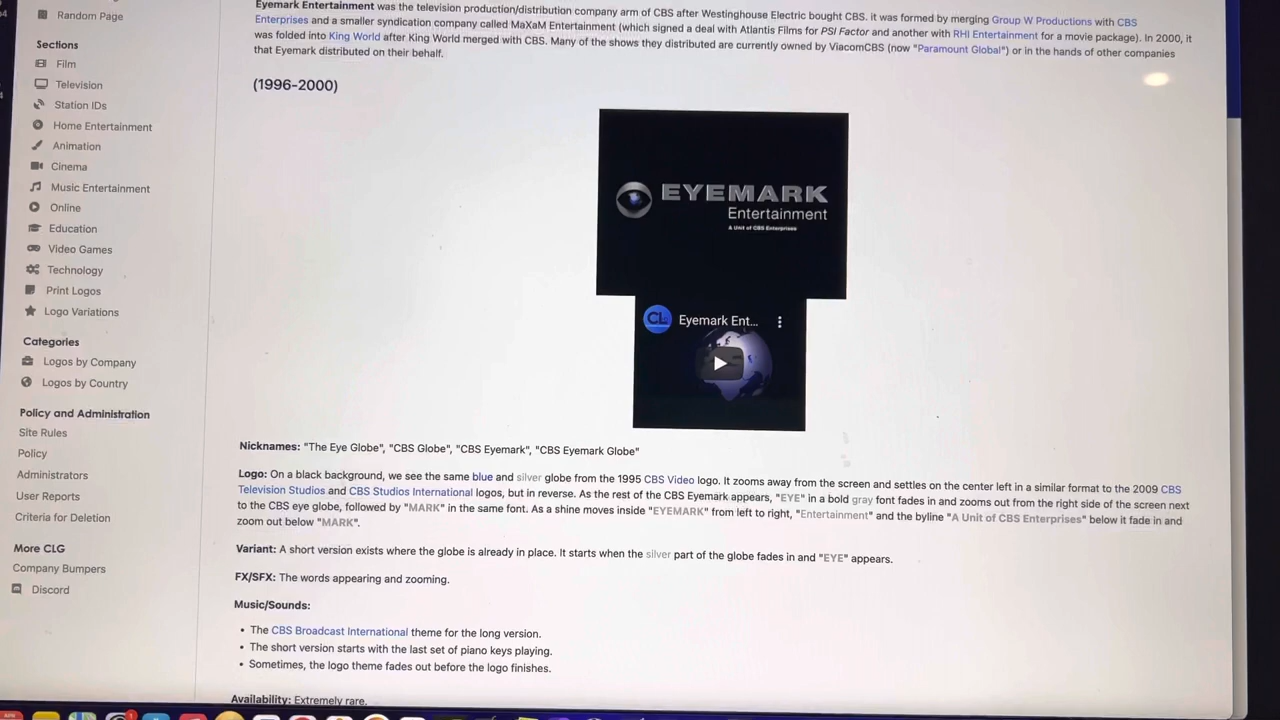 Random Page
Sections
Film
Television
Station IDs
Home Entertainment
Animation
Cinema
Music Entertainment
Online
Education
Video Games
Technology
Print Logos
Logo Variations
Categories
Logos by Company
Logos by Country
Policy and Administration
Site Rules
Policy
Administrators
User Reports
Criteria for Deletion
More CLG
Company Bumpers
Discord
Eyemark Entertainment was the television production/distribution company arm of CBS after Westinghouse Electric bought CBS. it was formed by merging Group W Productions with CBS
Enterprises and a smaller syndication company called MaXaM Entertainment (which signed a deal with Atlantis Films for PSI Factor and another with RHI Entertainment for a movie package). In 2000, it
was folded into King World after King World merged with CBS. Many of the shows they distributed are currently owned by ViacomCBS (now "Paramount Global") or in the hands of other companies
that Eyemark distributed on their behalf.
(1996-2000)
EYEMARK
Entertainment
A Unit of CBS Enterprises
CL
Eyemark Ent...
Nicknames: "The Eye Globe", "CBS Globe", "CBS Eyemark", "CBS Eyemark Globe"
Logo: On a black background, we see the same blue and silver globe from the 1995 CBS Video logo. It zooms away from the screen and settles on the center left in a similar format to the 2009 CBS
Television Studios and CBS Studios International logos, but in reverse. As the rest of the CBS Eyemark appears, "EYE" in a bold gray font fades in and zooms out from the right side of the screen next
to the CBS eye globe, followed by "MARK" in the same font. As a shine moves inside "EYEMARK" from left to right, "Entertainment" and the byline "A Unit of CBS Enterprises" below it fade in and
zoom out below "MARK".
Variant: A short version exists where the globe is already in place. It starts when the silver part of the globe fades in and "EYE" appears.
FX/SFX: The words appearing and zooming.
Music/Sounds:
• The CBS Broadcast International theme for the long version.
• The short version starts with the last set of piano keys playing.
• Sometimes, the logo theme fades out before the logo finishes.
Availability: Extremely rare.